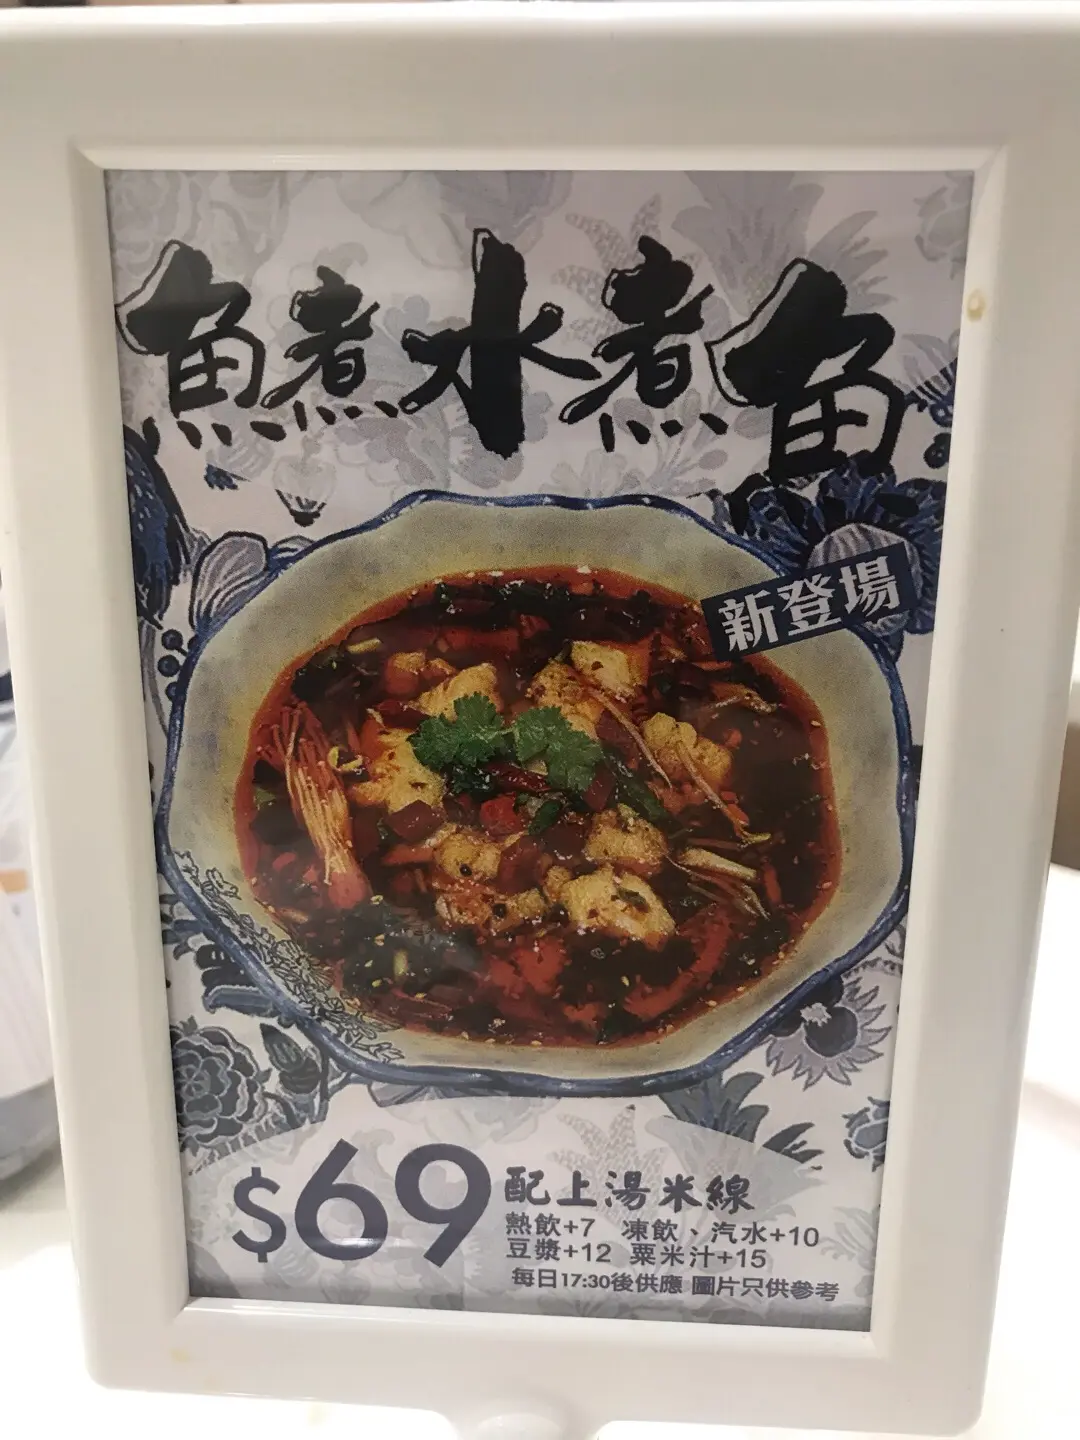 魚煮水煮魚
新登場
$69
配上湯米線
熱飲+7 凍飲、汽水+10
豆漿+12 粟米汁+15
每日17:30後供應 圖片只供參考